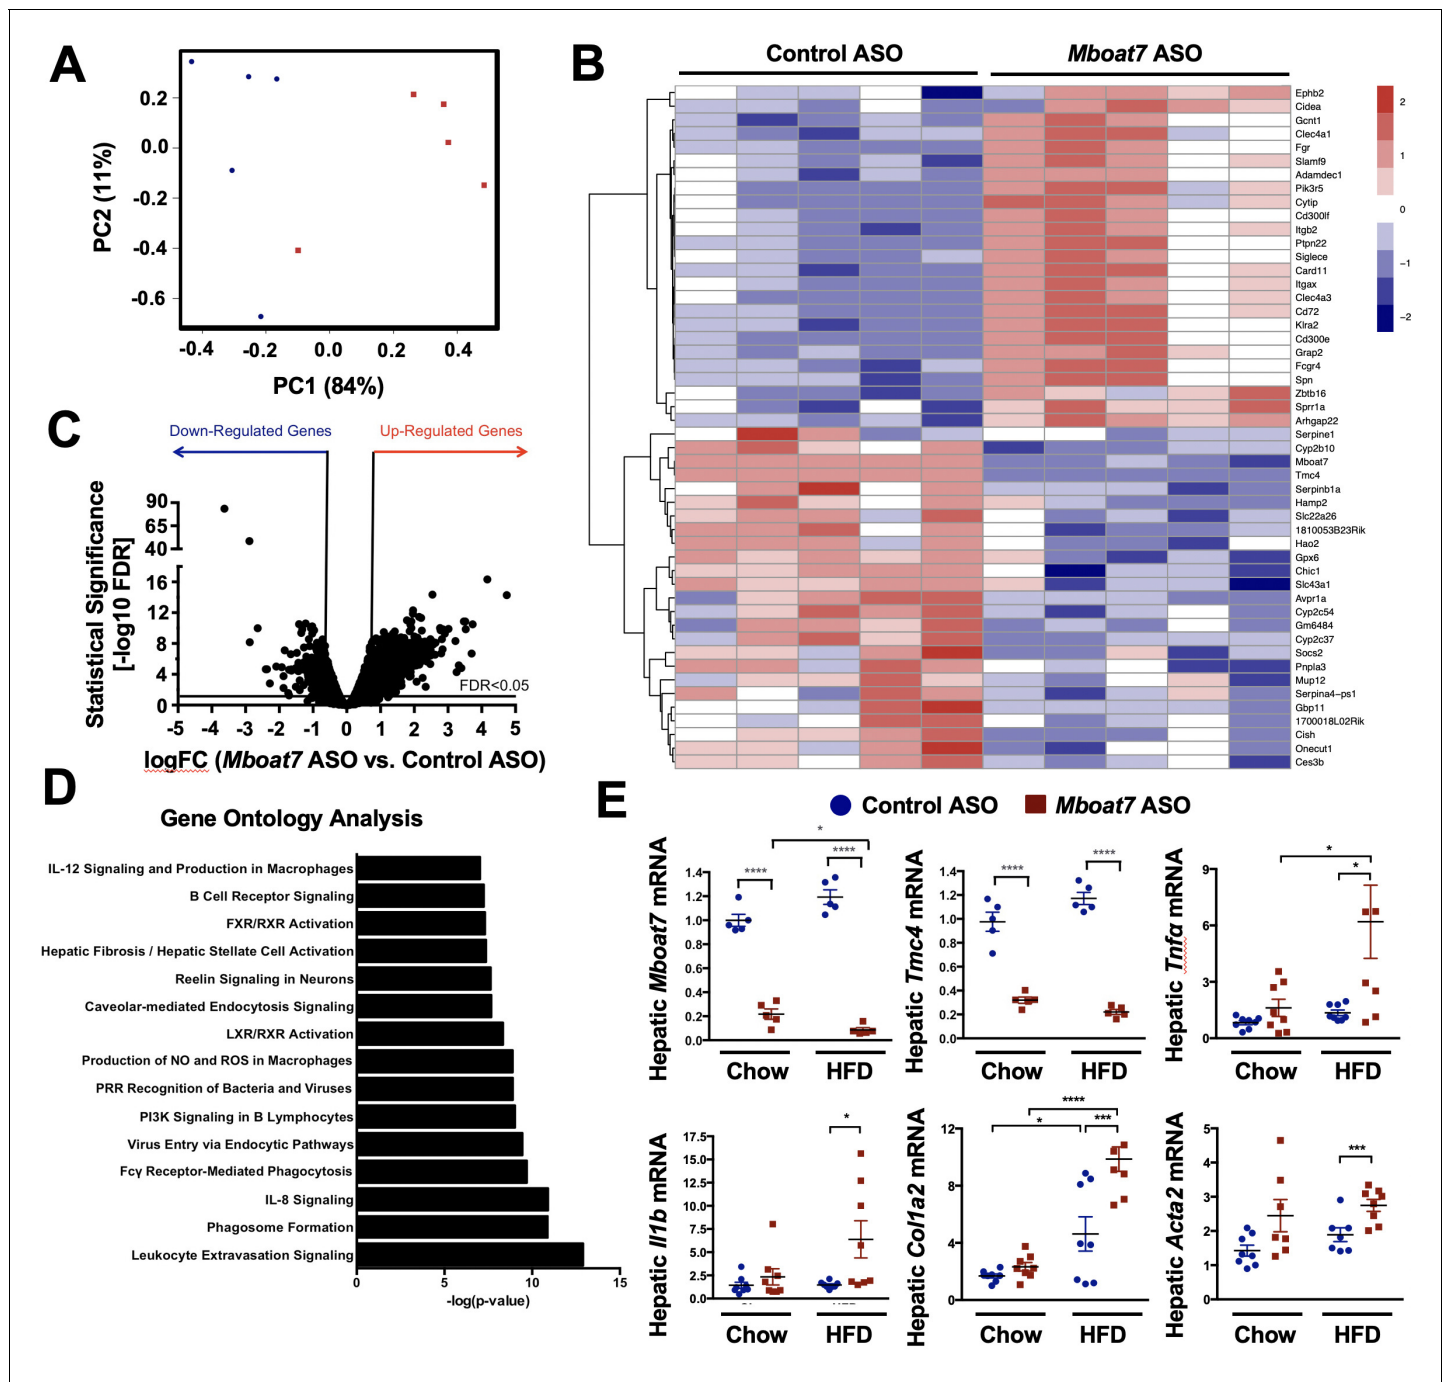 A
0.2
0.0
-0.2
-0.4
-0.6
PC2 (11%)
-0.4
-0.2
0.0
0.2
0.4
PC1 (84%)
B
Control ASO
Mboat7 ASO
Ephb2
Cidea
Gcnt1
Clec4a1
Fgr
Slamf9
Adamdec1
Pik3r5
Cytip
Cd300lf
Itgb2
Ptpn22
Siglece
Card11
Itgax
Clec4a3
Cd72
Klra2
Cd300e
Grap2
Fcgr4
Spn
Zbtb16
Sprr1a
Arhgap22
Serpine1
Cyp2b10
Mboat7
Tmc4
Serpinb1a
Hamp2
Slc22a26
1810053B23Rik
Hao2
Gpx6
Chic1
Slc43a1
Avpr1a
Cyp2c54
Gm6484
Cyp2c37
Socs2
Pnpla3
Mup12
Serpina4-ps1
Gbp11
1700018L02Rik
Cish
Onecut1
Ces3b
2
1
0
-1
-2
C
Down-Regulated Genes
Up-Regulated Genes
Statistical Significance
[-log10 FDR]
90
65
40
16
12
8
4
0
FDR<0.05
-5
-4
-3
-2
-1
0
1
2
3
4
5
logFC (Mboat7 ASO vs. Control ASO)
D
Gene Ontology Analysis
IL-12 Signaling and Production in Macrophages
B Cell Receptor Signaling
FXR/RXR Activation
Hepatic Fibrosis / Hepatic Stellate Cell Activation
Reelin Signaling in Neurons
Caveolar-mediated Endocytosis Signaling
LXR/RXR Activation
Production of NO and ROS in Macrophages
PRR Recognition of Bacteria and Viruses
PI3K Signaling in B Lymphocytes
Virus Entry via Endocytic Pathways
Fcγ Receptor-Mediated Phagocytosis
IL-8 Signaling
Phagosome Formation
Leukocyte Extravasation Signaling
0
5
10
15
-log(p-value)
E
Control ASO
Mboat7 ASO
Hepatic Mboat7 mRNA
1.4
1.2
1.0
0.8
0.6
0.4
0.2
0.0
****
****
*
Chow
HFD
Hepatic Tmc4 mRNA
1.4
1.2
1.0
0.8
0.6
0.4
0.2
0.0
****
****
Chow
HFD
Hepatic Tnfα mRNA
9
6
3
0
*
*
Chow
HFD
Hepatic Il1b mRNA
17.5
15.0
12.5
10.0
7.5
5.0
2.5
0.0
*
Chow
HFD
Hepatic Col1a2 mRNA
12
8
4
0
*
****
***
Chow
HFD
Hepatic Acta2 mRNA
5
4
3
2
1
0
***
Chow
HFD